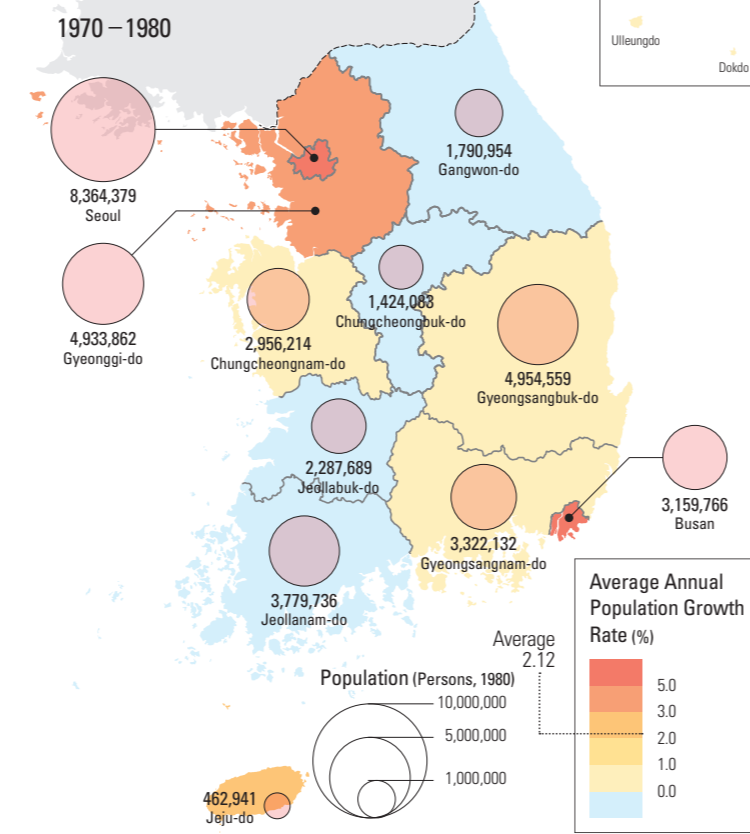 1970 – 1980
Ulleungdo
Dokdo
1,790,954
Gangwon-do
8,364,379
Seoul
1,424,083
Chungcheongbuk-do
4,933,862
Gyeonggi-do
2,956,214
Chungcheongnam-do
4,954,559
Gyeongsangbuk-do
2,287,689
Jeollabuk-do
3,159,766
Busan
3,322,132
Gyeongsangnam-do
3,779,736
Jeollanam-do
462,941
Jeju-do
Population (Persons, 1980)
10,000,000
5,000,000
1,000,000
Average Annual
Population Growth
Rate (%)
Average
2.12
5.0
3.0
2.0
1.0
0.0